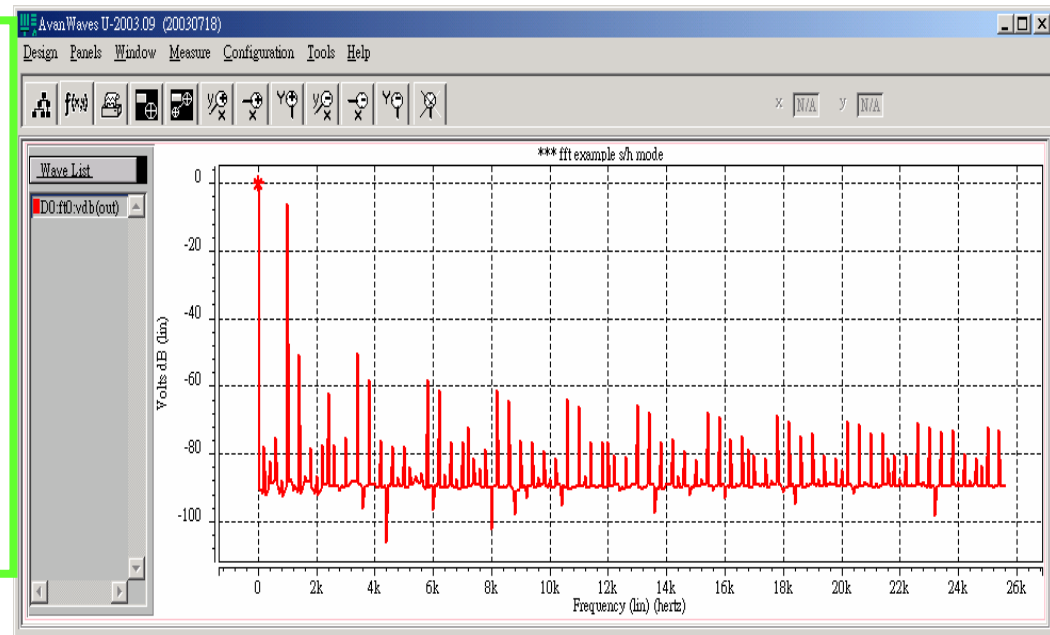 AvanWaves U-2003.09 (20030718)
Design Panels Window Measure Configuration Tools Help
f(x,y) y x x Y y x x Y x N/A y N/A
Wave List
D0:ft0:vdb(out)
*** fft example s/h mode
0
-20
-40
-60
-80
-100
Volts dB (lin)
0 2k 4k 6k 8k 10k 12k 14k 16k 18k 20k 22k 24k 26k
Frequency (lin) (hertz)